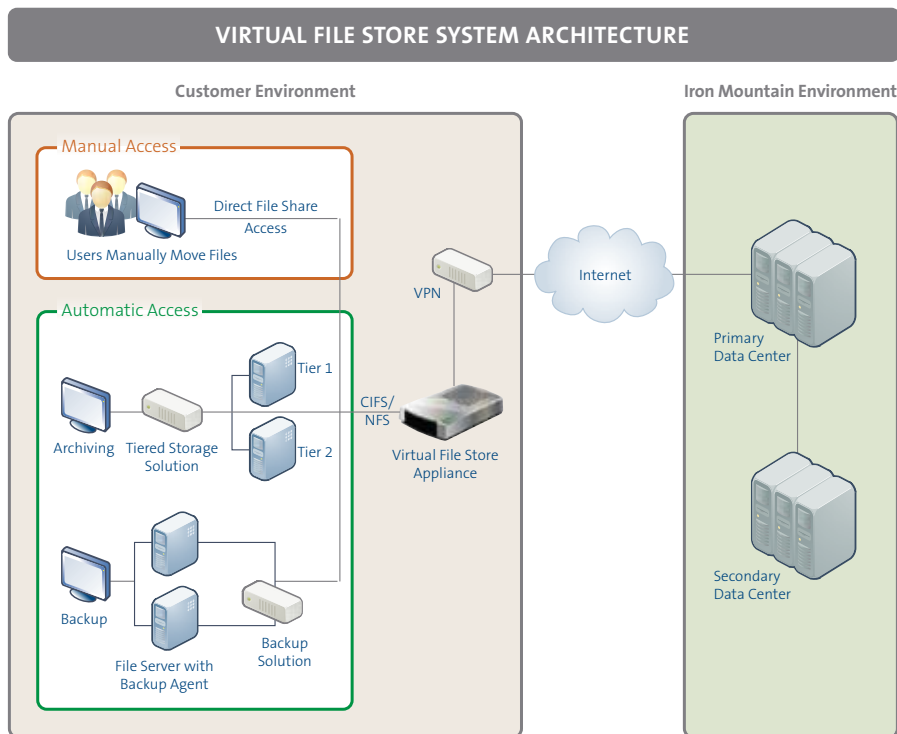 VIRTUAL FILE STORE SYSTEM ARCHITECTURE
Customer Environment
Iron Mountain Environment
Manual Access
Direct File Share
Access
Users Manually Move Files
VPN
Internet
Primary
Data Center
Automatic Access
Tier 1
CIFS/
NFS
Archiving
Tiered Storage
Solution
Tier 2
Virtual File Store
Appliance
Backup
File Server with
Backup Agent
Backup
Solution
Secondary
Data Center